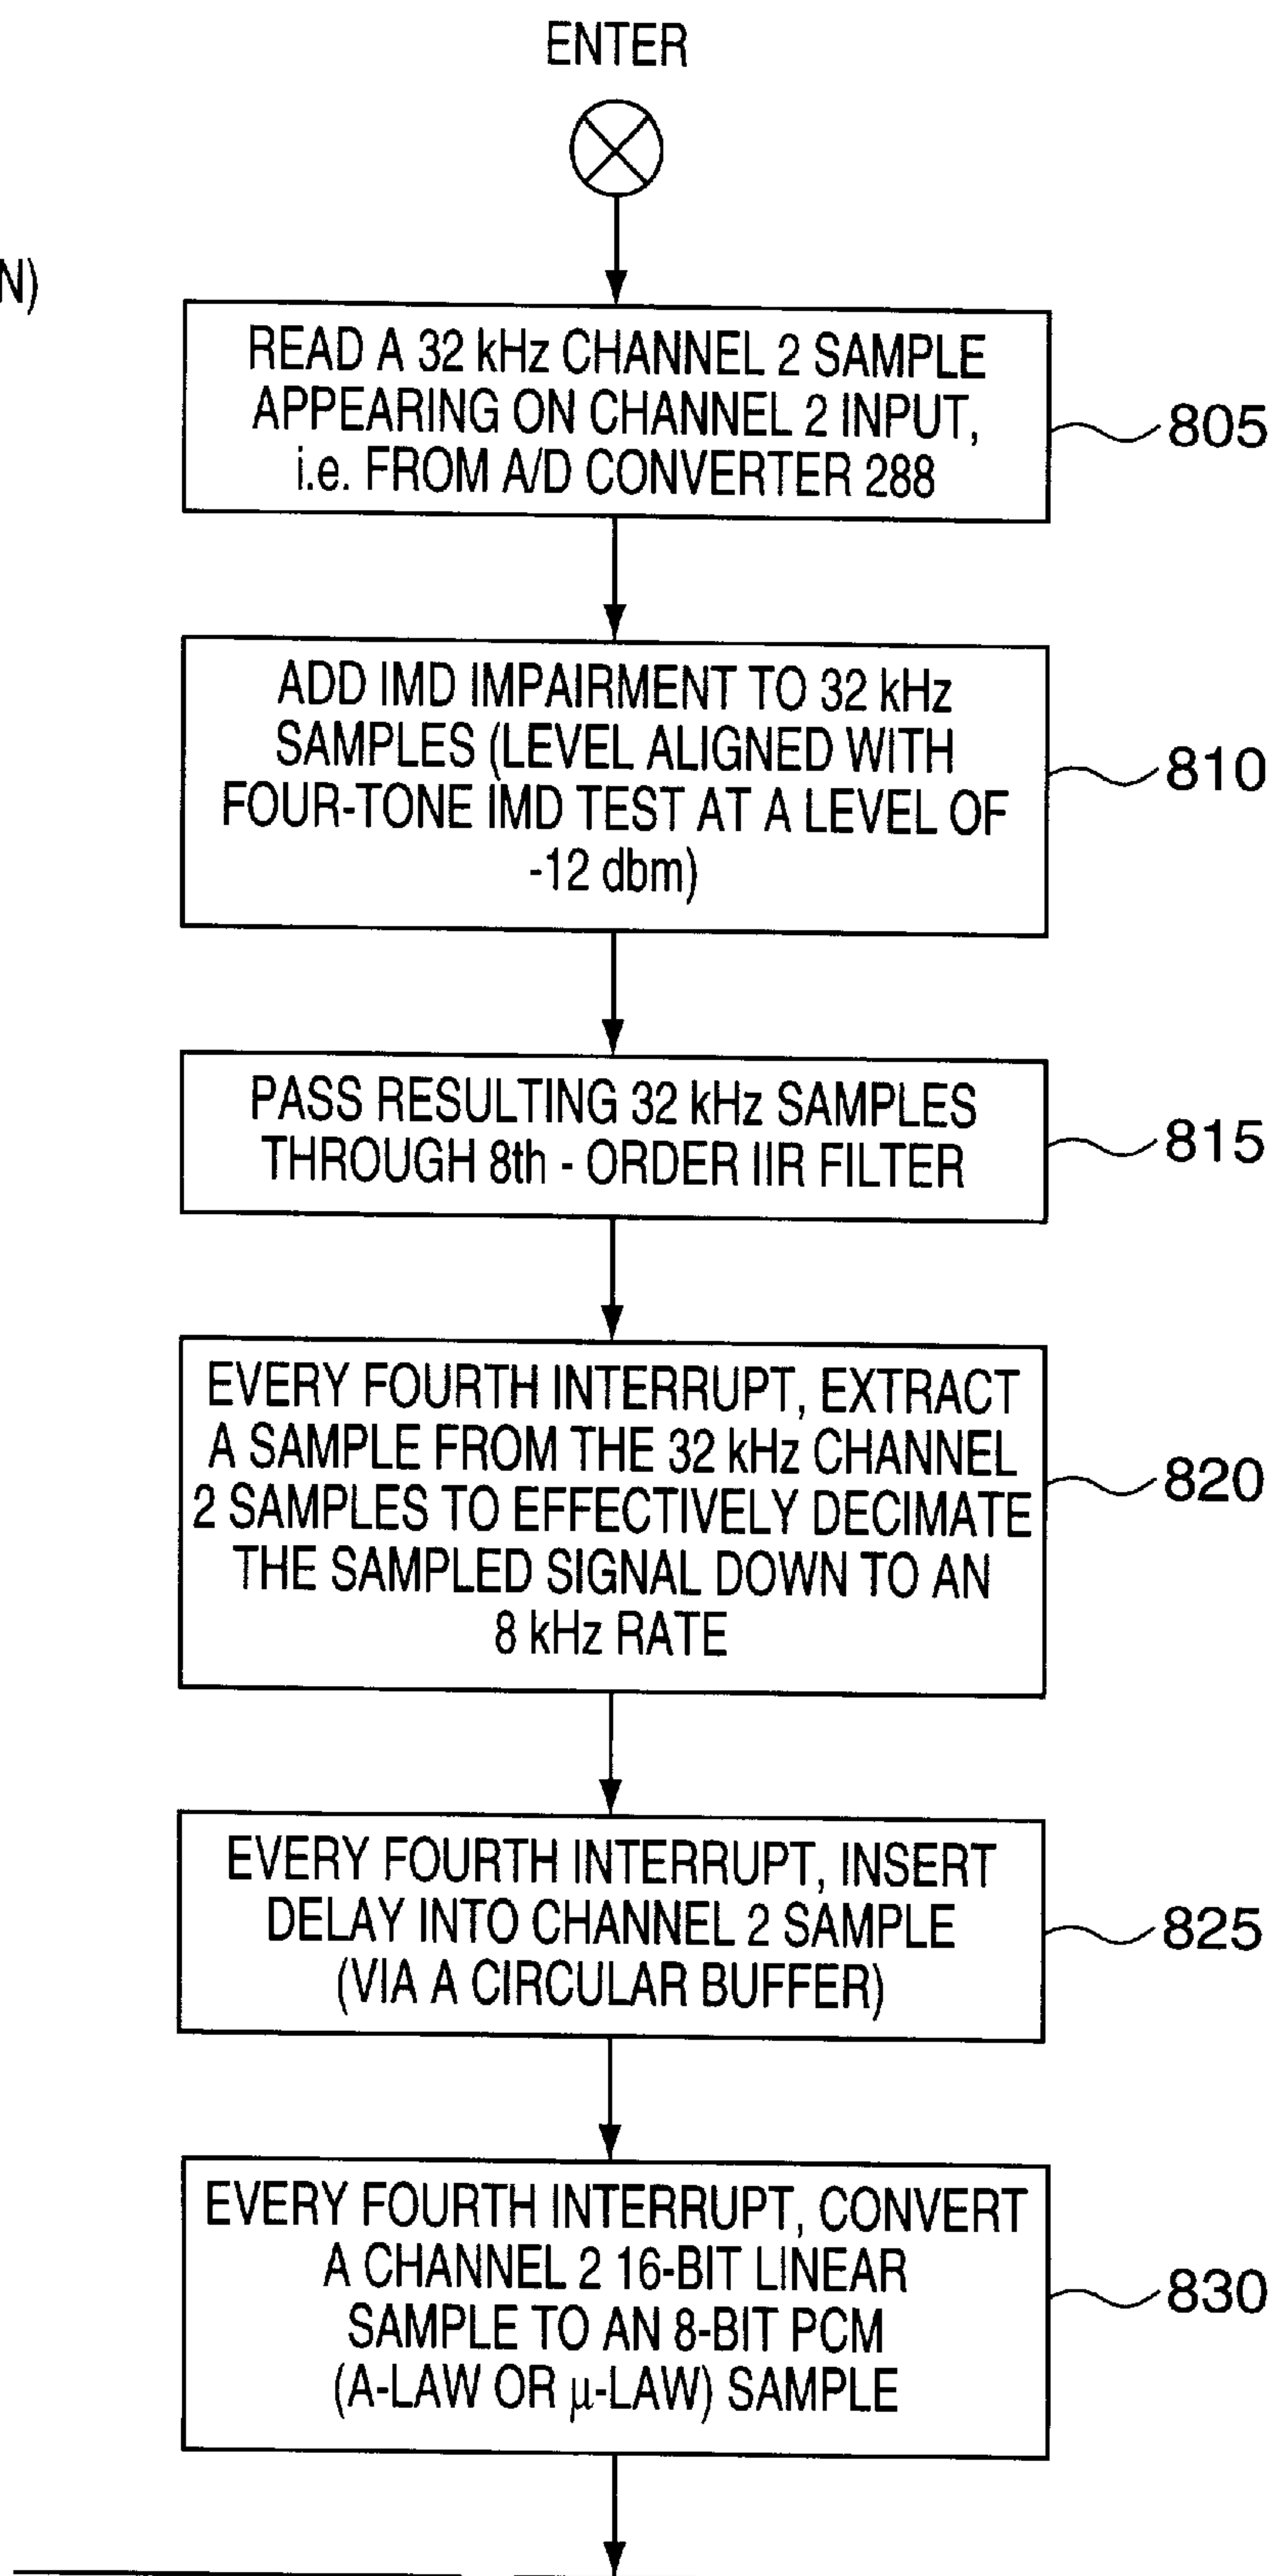 ENTER
N)
READ A 32 kHz CHANNEL 2 SAMPLE
APPEARING ON CHANNEL 2 INPUT,
i.e. FROM A/D CONVERTER 288
805
ADD IMD IMPAIRMENT TO 32 kHz
SAMPLES (LEVEL ALIGNED WITH
FOUR-TONE IMD TEST AT A LEVEL OF
-12 dbm)
810
PASS RESULTING 32 kHz SAMPLES
THROUGH 8th - ORDER IIR FILTER
815
EVERY FOURTH INTERRUPT, EXTRACT
A SAMPLE FROM THE 32 kHz CHANNEL
2 SAMPLES TO EFFECTIVELY DECIMATE
THE SAMPLED SIGNAL DOWN TO AN
8 kHz RATE
820
EVERY FOURTH INTERRUPT, INSERT
DELAY INTO CHANNEL 2 SAMPLE
(VIA A CIRCULAR BUFFER)
825
EVERY FOURTH INTERRUPT, CONVERT
A CHANNEL 2 16-BIT LINEAR
SAMPLE TO AN 8-BIT PCM
(A-LAW OR μ-LAW) SAMPLE
830